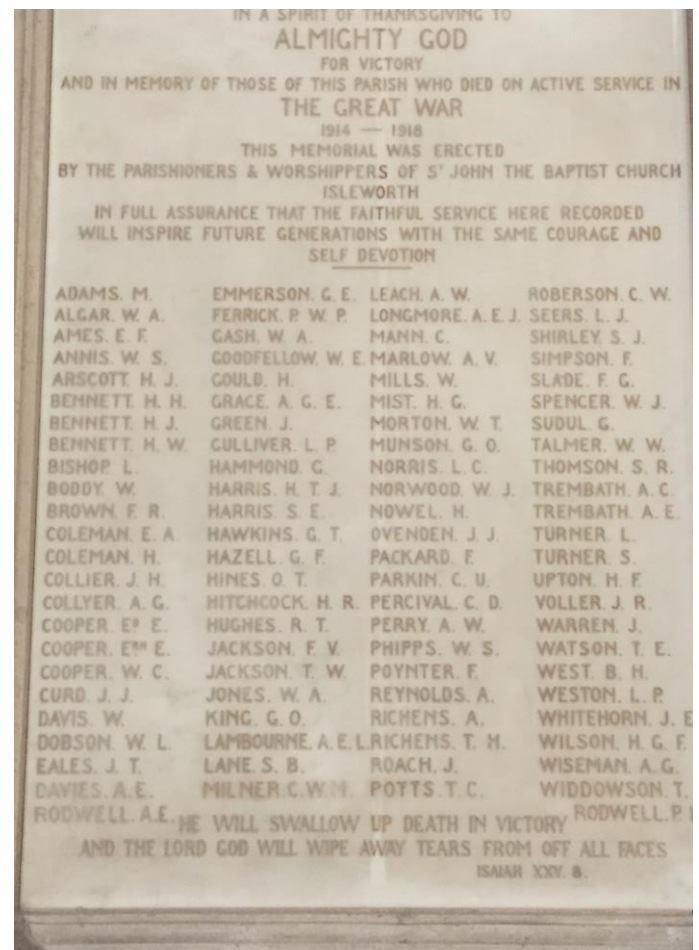 IN A SPIRIT OF THANKSGIVING TO
ALMIGHTY GOD
FOR VICTORY
AND IN MEMORY OF THOSE OF THIS PARISH WHO DIED ON ACTIVE SERVICE IN
THE GREAT WAR
1914 — 1918
THIS MEMORIAL WAS ERECTED
BY THE PARISHIONERS & WORSHIPPERS OF ST JOHN THE BAPTIST CHURCH
ISLEWORTH
IN FULL ASSURANCE THAT THE FAITHFUL SERVICE HERE RECORDED
WILL INSPIRE FUTURE GENERATIONS WITH THE SAME COURAGE AND
SELF DEVOTION
ADAMS. M. EMMERSON. G. E. LEACH. A. W. ROBERSON. C. W.
ALGAR. W. A. FERRICK. P. W. P. LONGMORE. A. E. J. SEERS. L. J.
AMES. E. F. GASH. W. A. MANN. C. SHIRLEY. S. J.
ANNIS. W. S. GOODFELLOW. W. E. MARLOW. A. V. SIMPSON. F.
ARSCOTT. H. J. GOULD. H. MILLS. W. SLADE. F. G.
BENNETT. H. H. GRACE. A. G. E. MIST. H. G. SPENCER. W. J.
BENNETT. H. J. GREEN. J. MORTON. W. T. SUDUL. G.
BENNETT. H. W. GULLIVER. L. P. MUNSON. G. O. TALMER. W. W.
BISHOP. L. HAMMOND. G. NORRIS. L. C. THOMSON. S. R.
BODDY. W. HARRIS. H. T. J. NORWOOD. W. J. TREMBATH. A. C.
BROWN. F. R. HARRIS. S. E. NOWEL. H. TREMBATH. A. E.
COLEMAN. E. A. HAWKINS. G. T. OVENDEN. J. J. TURNER. L.
COLEMAN. H. HAZELL. G. F. PACKARD. F. TURNER. S.
COLLIER. J. H. HINES. O. T. PARKIN. C. U. UPTON. H. F.
COLLYER. A. G. HITCHCOCK. H. R. PERCIVAL. C. D. VOLLER. J. R.
COOPER. ED E. HUGHES. R. T. PERRY. A. W. WARREN. J.
COOPER. E. JACKSON. F. V. PHIPPS. W. S. WATSON. T. E.
COOPER. W. C. JACKSON. T. W. POYNTER. F. WEST. B. H.
CURD. J. J. JONES. W. A. REYNOLDS. A. WESTON. L. P.
DAVIS. W. KING. G. O. RICHENS. A. WHITEHORN. J. E
DOBSON. W. L. LAMBOURNE. A. E. L. RICHENS. T. H. WILSON. H. G. F.
EALES. J. T. LANE. S. B. ROACH. J. WISEMAN. A. G.
DAVIES. A.E. MILNER.C.W.H. POTTS.T.C. WIDDOWSON.T.
RODWELL.A.E. HE WILL SWALLOW UP DEATH IN VICTORY RODWELL.P.
AND THE LORD GOD WILL WIPE AWAY TEARS FROM OFF ALL FACES
ISAIAH XXV. 8.